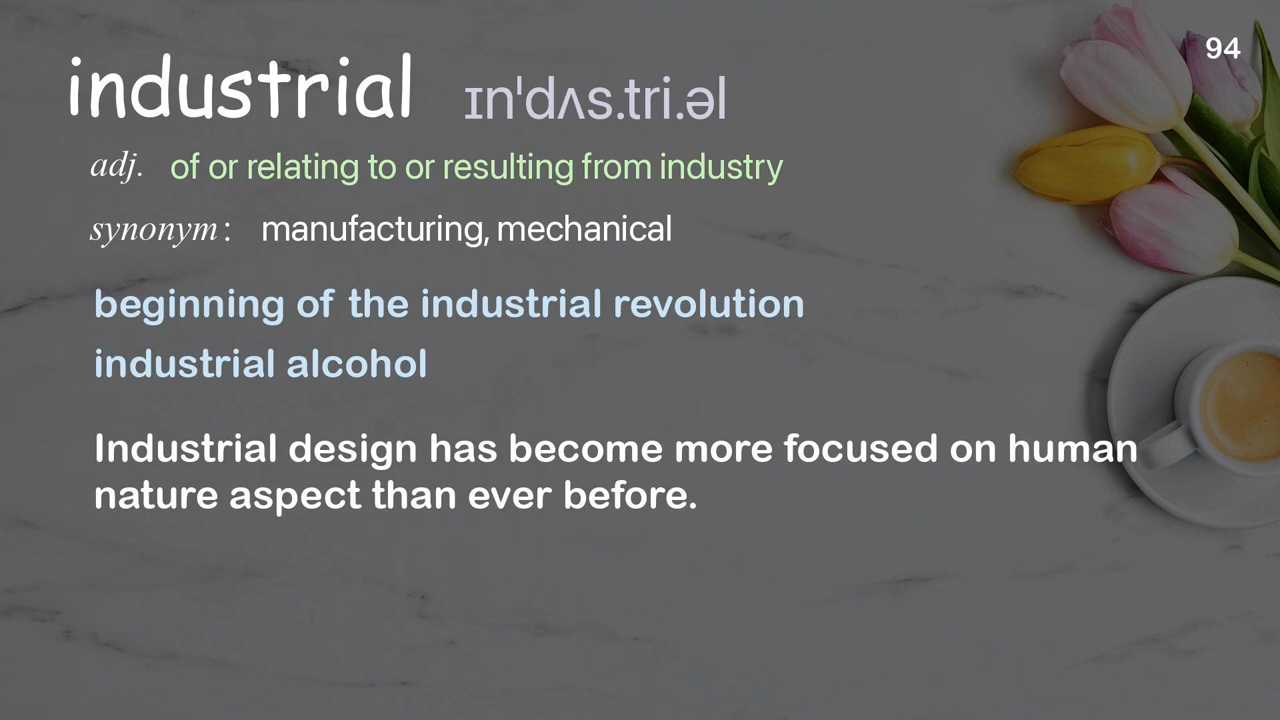 94
industrial ɪnˈdʌs.tri.əl
adj. of or relating to or resulting from industry
synonym: manufacturing, mechanical
beginning of the industrial revolution
industrial alcohol
Industrial design has become more focused on human
nature aspect than ever before.